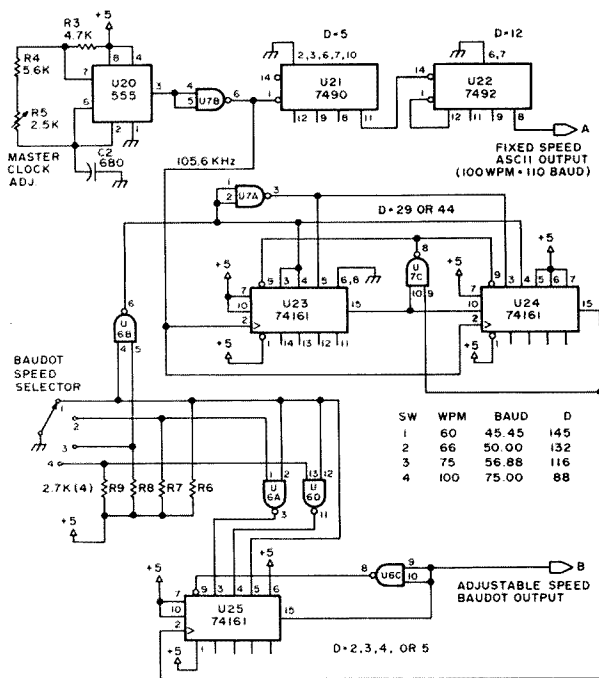 +5
R3
4.7K
R4
5.6K
R5
2.5K
MASTER
CLOCK
ADJ.
8
4
7
6
2
1
3
U20
555
C2
680
4
5
6
U7B
D=5
2,3,6,7,10
14
1
U21
7490
12 9 8 11
D=12
6,7
14
1
U22
7492
12 11 9 8
A
FIXED SPEED
ASCII OUTPUT
(100WPM=110 BAUD)
105.6 KHz
1
2
U7A
3
D=29 OR 44
8
U
7C
10 9
+5
+5
9 3 4 5 6,8
7
10
2
U23
74161
15
+5
1 14 13 12 11
+5
9 3 4 5 6 7
7
10
2
U24
74161
15
+5
1
6
U
6B
4 5
BAUDOT
SPEED
SELECTOR
1
2
3
4
2.7K(4)
R9 R8 R7 R6
+5
1 2
U
6A
3
13 12
U
6D
11
SW WPM BAUD D
1 60 45.45 145
2 66 50.00 132
3 75 56.88 116
4 100 75.00 88
+5
+5
9 3 4 5 6
7
10
2
U25
74161
15
+5
1
8
U6C
9
10
B
ADJUSTABLE SPEED
BAUDOT OUTPUT
D=2,3,4, OR 5